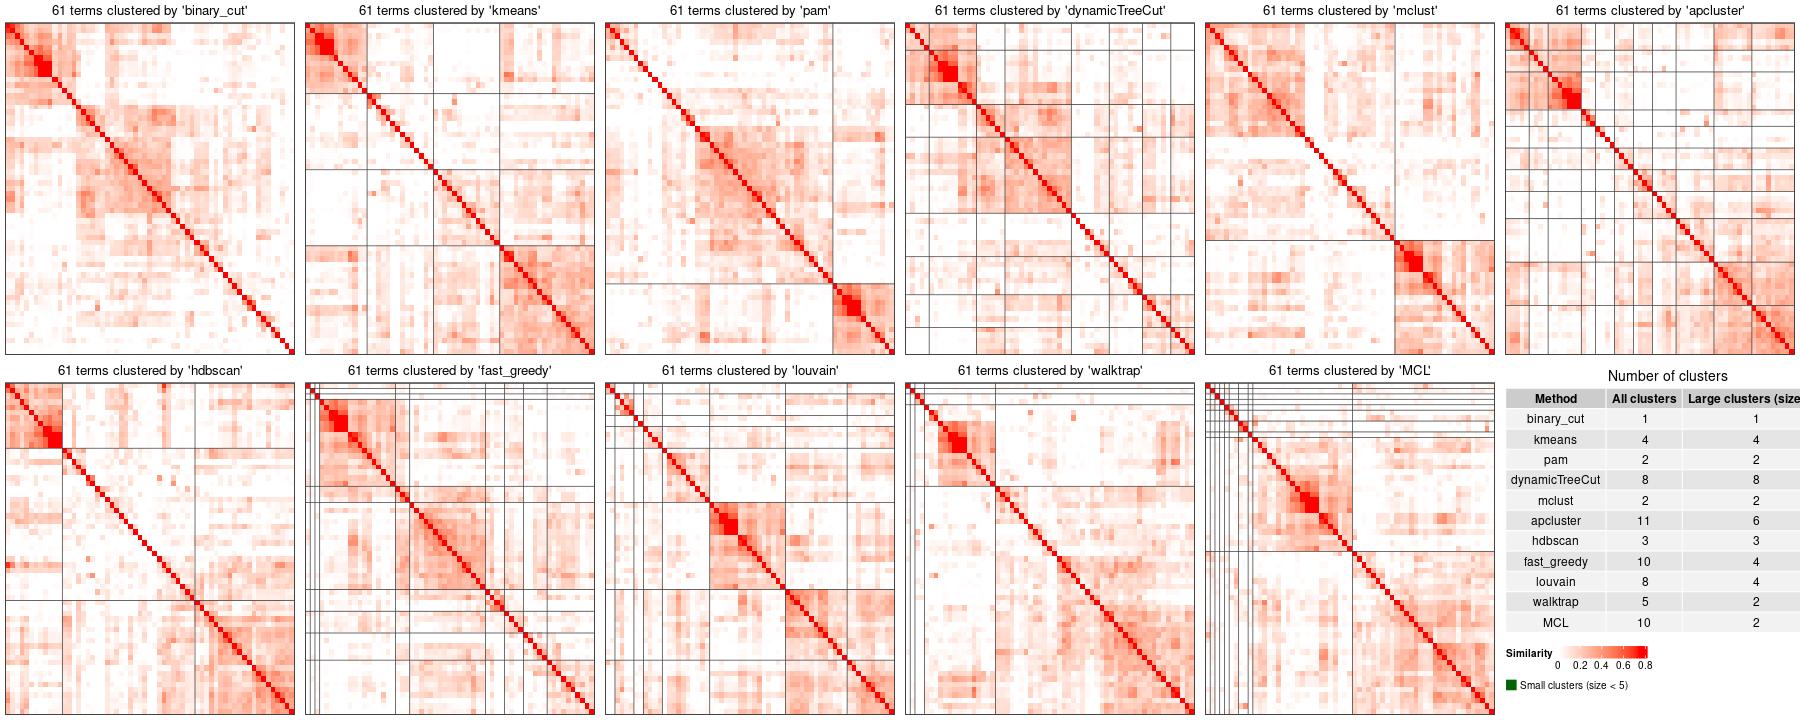 61 terms clustered by 'binary_cut'
61 terms clustered by 'kmeans'
61 terms clustered by 'pam'
61 terms clustered by 'dynamicTreeCut'
61 terms clustered by 'mclust'
61 terms clustered by 'apcluster'
61 terms clustered by 'hdbscan'
61 terms clustered by 'fast_greedy'
61 terms clustered by 'louvain'
61 terms clustered by 'walktrap'
61 terms clustered by 'MCL'
Number of clusters
Method All clusters Large clusters (size
binary_cut 1 1
kmeans 4 4
pam 2 2
dynamicTreeCut 8 8
mclust 2 2
apcluster 11 6
hdbscan 3 3
fast_greedy 10 4
louvain 8 4
walktrap 5 2
MCL 10 2
Similarity
0 0.2 0.4 0.6 0.8
Small clusters (size < 5)